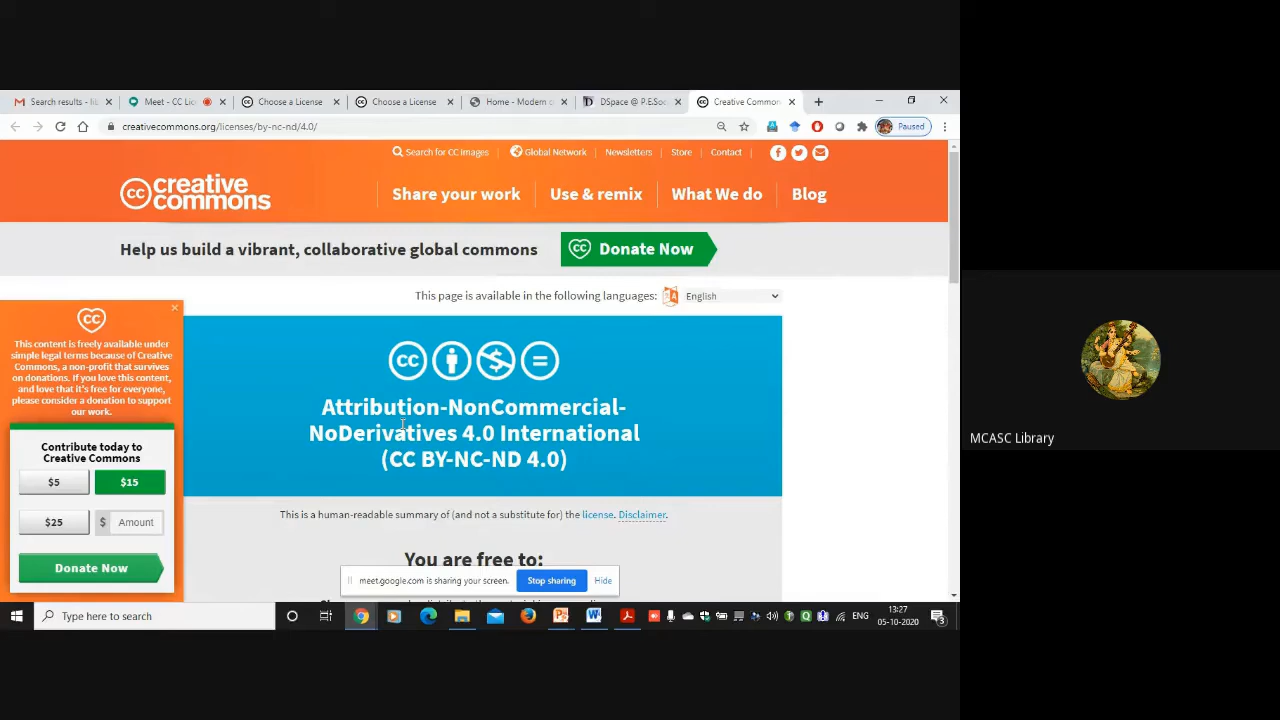 Search results -
Meet - CC Lic
Choose a License
Choose a License
Home - Modern
DSpace @ P.E.Soc
Creative Common
creativecommons.org/licenses/by-nc-nd/4.0/
Paused
Search for CC images
Global Network
Newsletters
Store
Contact
creative commons
Share your work
Use & remix
What We do
Blog
Help us build a vibrant, collaborative global commons
Donate Now
This page is available in the following languages:
English
This content is freely available under
simple legal terms because of Creative
Commons, a non-profit that survives
on donations. If you love this content,
and love that it's free for everyone,
please consider a donation to support
our work.
Contribute today to
Creative Commons
$5
$15
$25
$ Amount
Donate Now
Attribution-NonCommercial-
NoDerivatives 4.0 International
(CC BY-NC-ND 4.0)
This is a human-readable summary of (and not a substitute for) the license. Disclaimer.
You are free to:
meet.google.com is sharing your screen.
Stop sharing
Hide
MCASC Library
Type here to search
ENG
13:27
05-10-2020
3